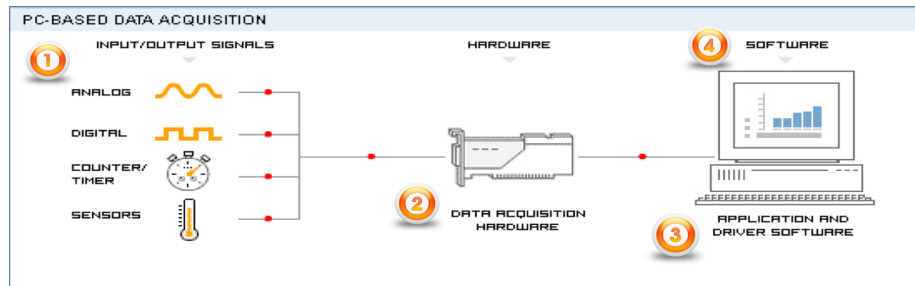 PC-BASED DATA ACQUISITION
1
INPUT/OUTPUT SIGNALS
HARDWARE
4
SOFTWARE
ANALOG
DIGITAL
COUNTER/
TIMER
SENSORS
2
DATA ACQUISITION
HARDWARE
3
APPLICATION AND
DRIVER SOFTWARE